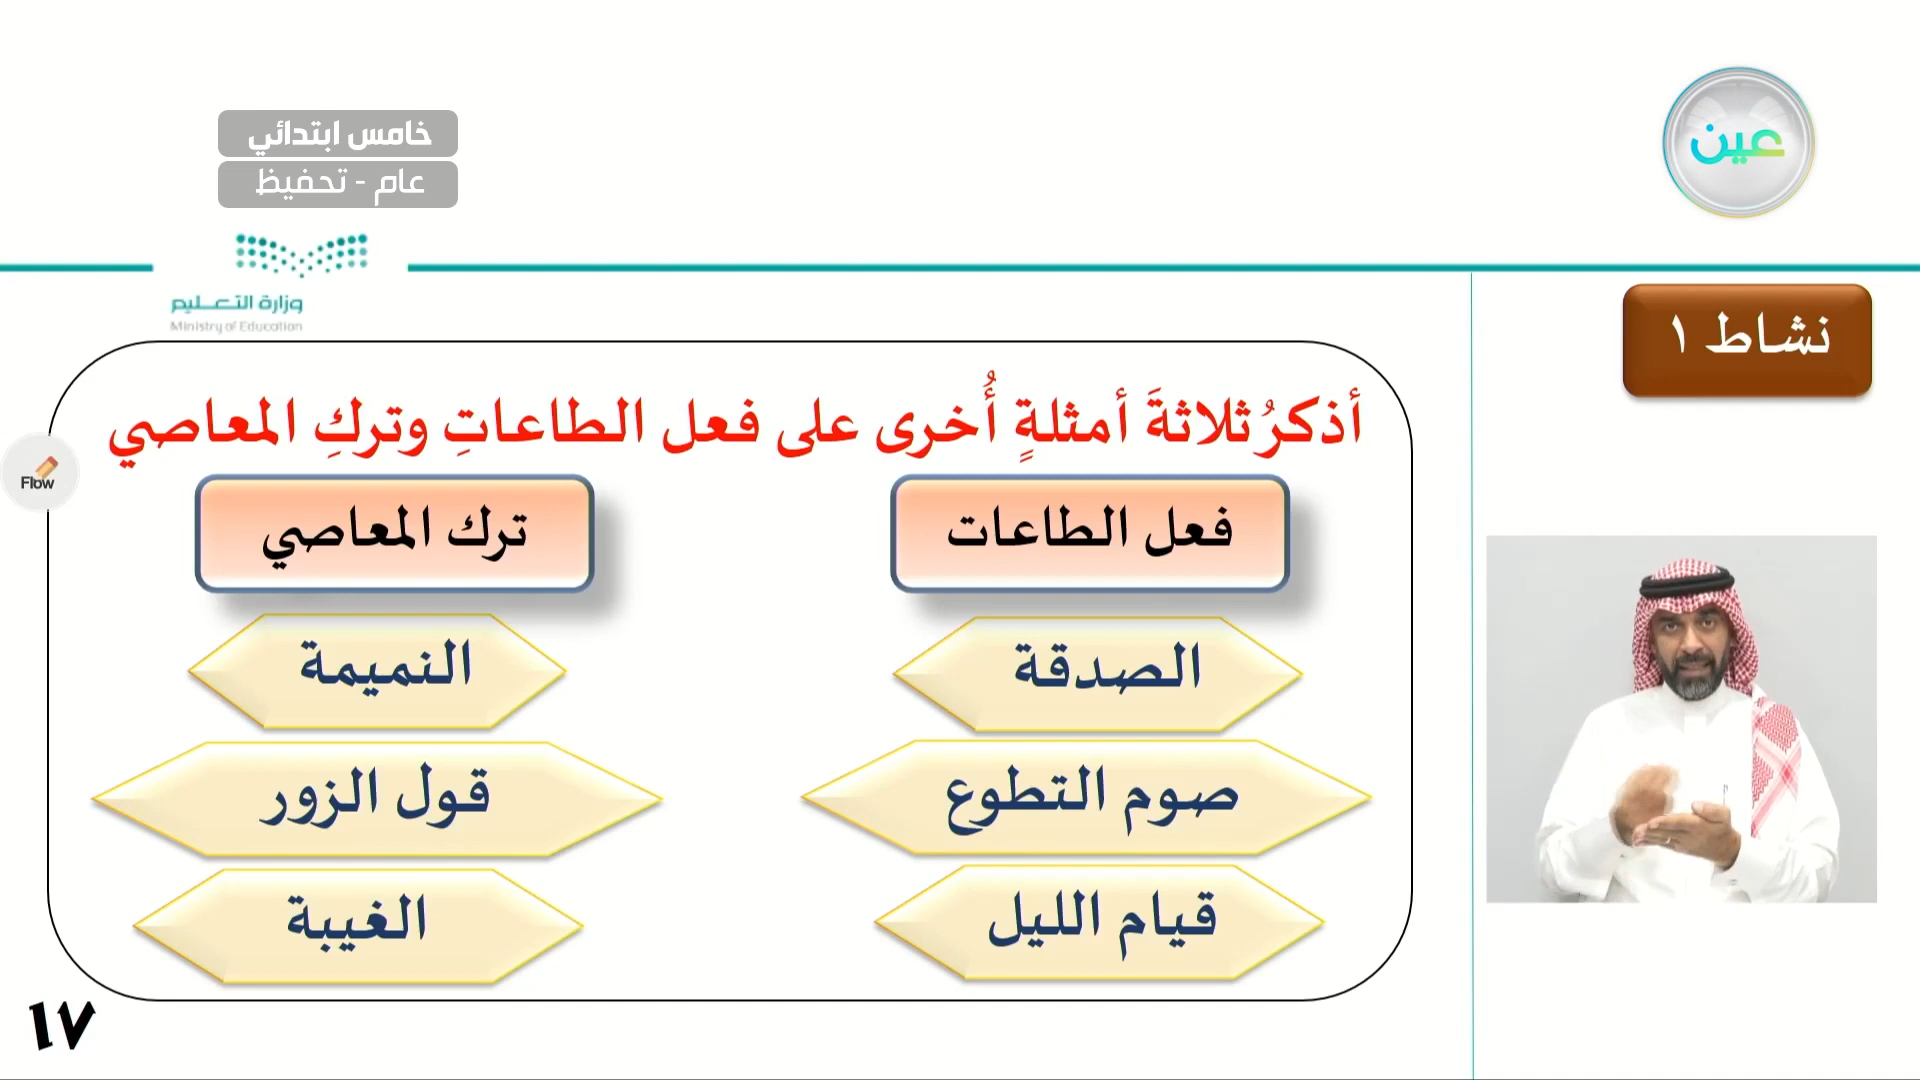 عين
خامس ابتدائي
عام - تحفيظ
وزارة التعليم
Ministry of Education
نشاط ١
أذكرُ ثلاثةَ أمثلةٍ أُخرى على فعل الطاعاتِ وتركِ المعاصي
فعل الطاعات
الصدقة
صوم التطوع
قيام الليل
ترك المعاصي
النميمة
قول الزور
الغيبة
Flow
١٧